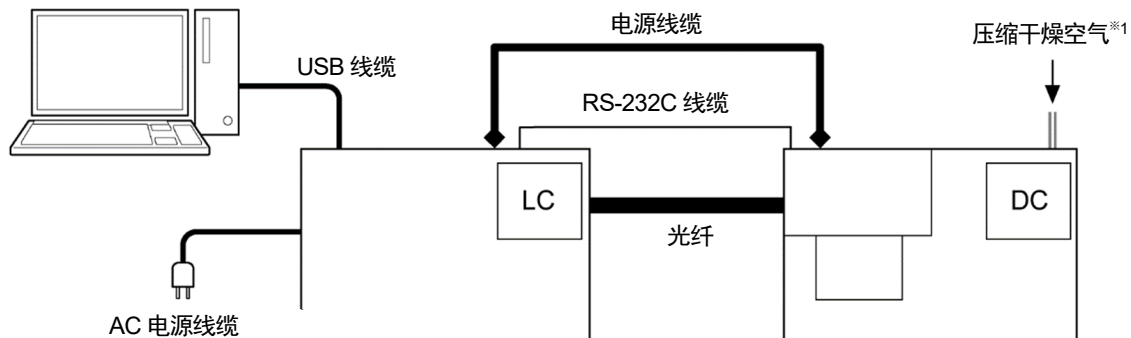 电源线缆
压缩干燥空气※1
USB 线缆
RS-232C 线缆
LC
DC
光纤
AC 电源线缆